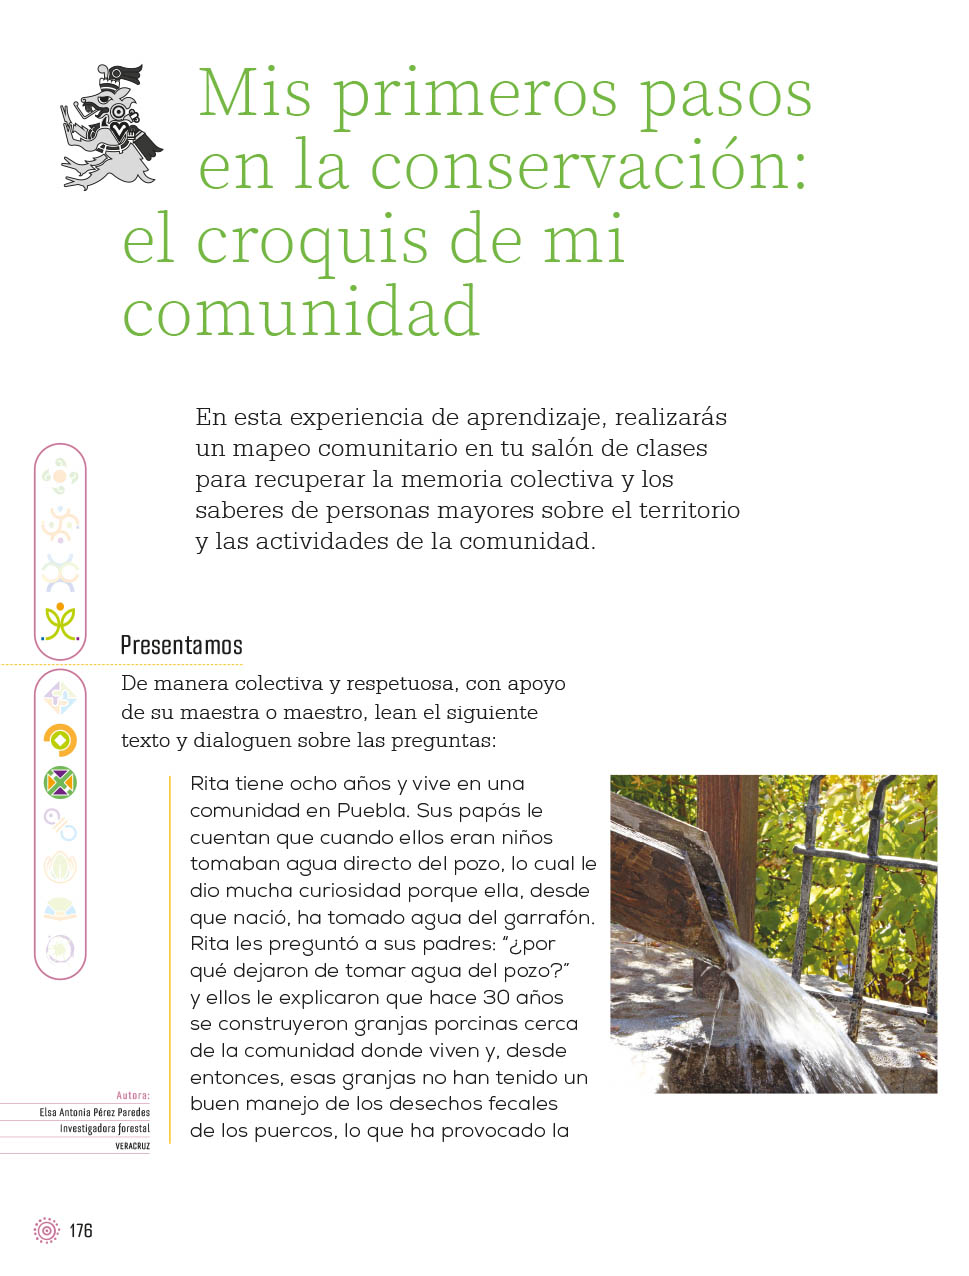 Mis primeros pasos
en la conservación:
el croquis de mi
comunidad
En esta experiencia de aprendizaje, realizarás
un mapeo comunitario en tu salón de clases
para recuperar la memoria colectiva y los
saberes de personas mayores sobre el territorio
y las actividades de la comunidad.
Presentamos
De manera colectiva y respetuosa, con apoyo
de su maestra o maestro, lean el siguiente
texto y dialoguen sobre las preguntas:
Rita tiene ocho años y vive en una
comunidad en Puebla. Sus papás le
cuentan que cuando ellos eran niños
tomaban agua directo del pozo, lo cual le
dio mucha curiosidad porque ella, desde
que nació, ha tomado agua del garrafón.
Rita les preguntó a sus padres: “¿por
qué dejaron de tomar agua del pozo?”
y ellos le explicaron que hace 30 años
se construyeron granjas porcinas cerca
de la comunidad donde viven y, desde
entonces, esas granjas no han tenido un
buen manejo de los desechos fecales
de los puercos, lo que ha provocado la
Autora:
Elsa Antonia Pérez Paredes
Investigadora forestal
VERACRUZ
176